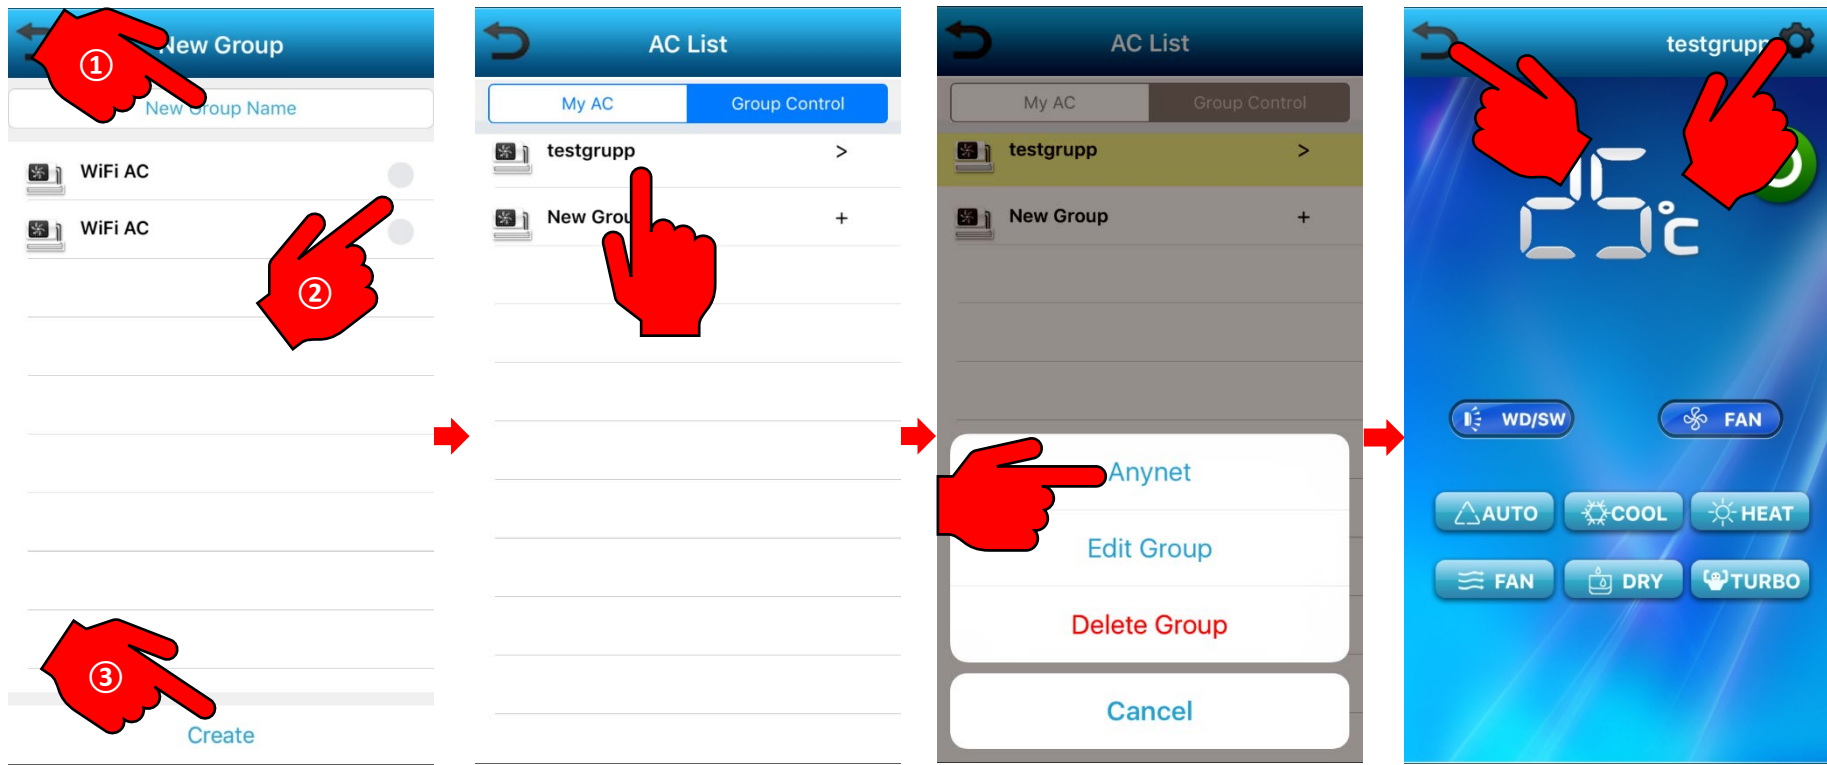 New Group
①
New Group Name
WiFi AC
WiFi AC
②
③
Create
AC List
My AC
Group Control
testgrupp
>
New Grou
+
AC List
My AC
Group Control
testgrupp
>
New Group
+
Anynet
Edit Group
Delete Group
Cancel
testgrupp
25°C
WD/SW
FAN
AUTO
COOL
HEAT
FAN
DRY
TURBO